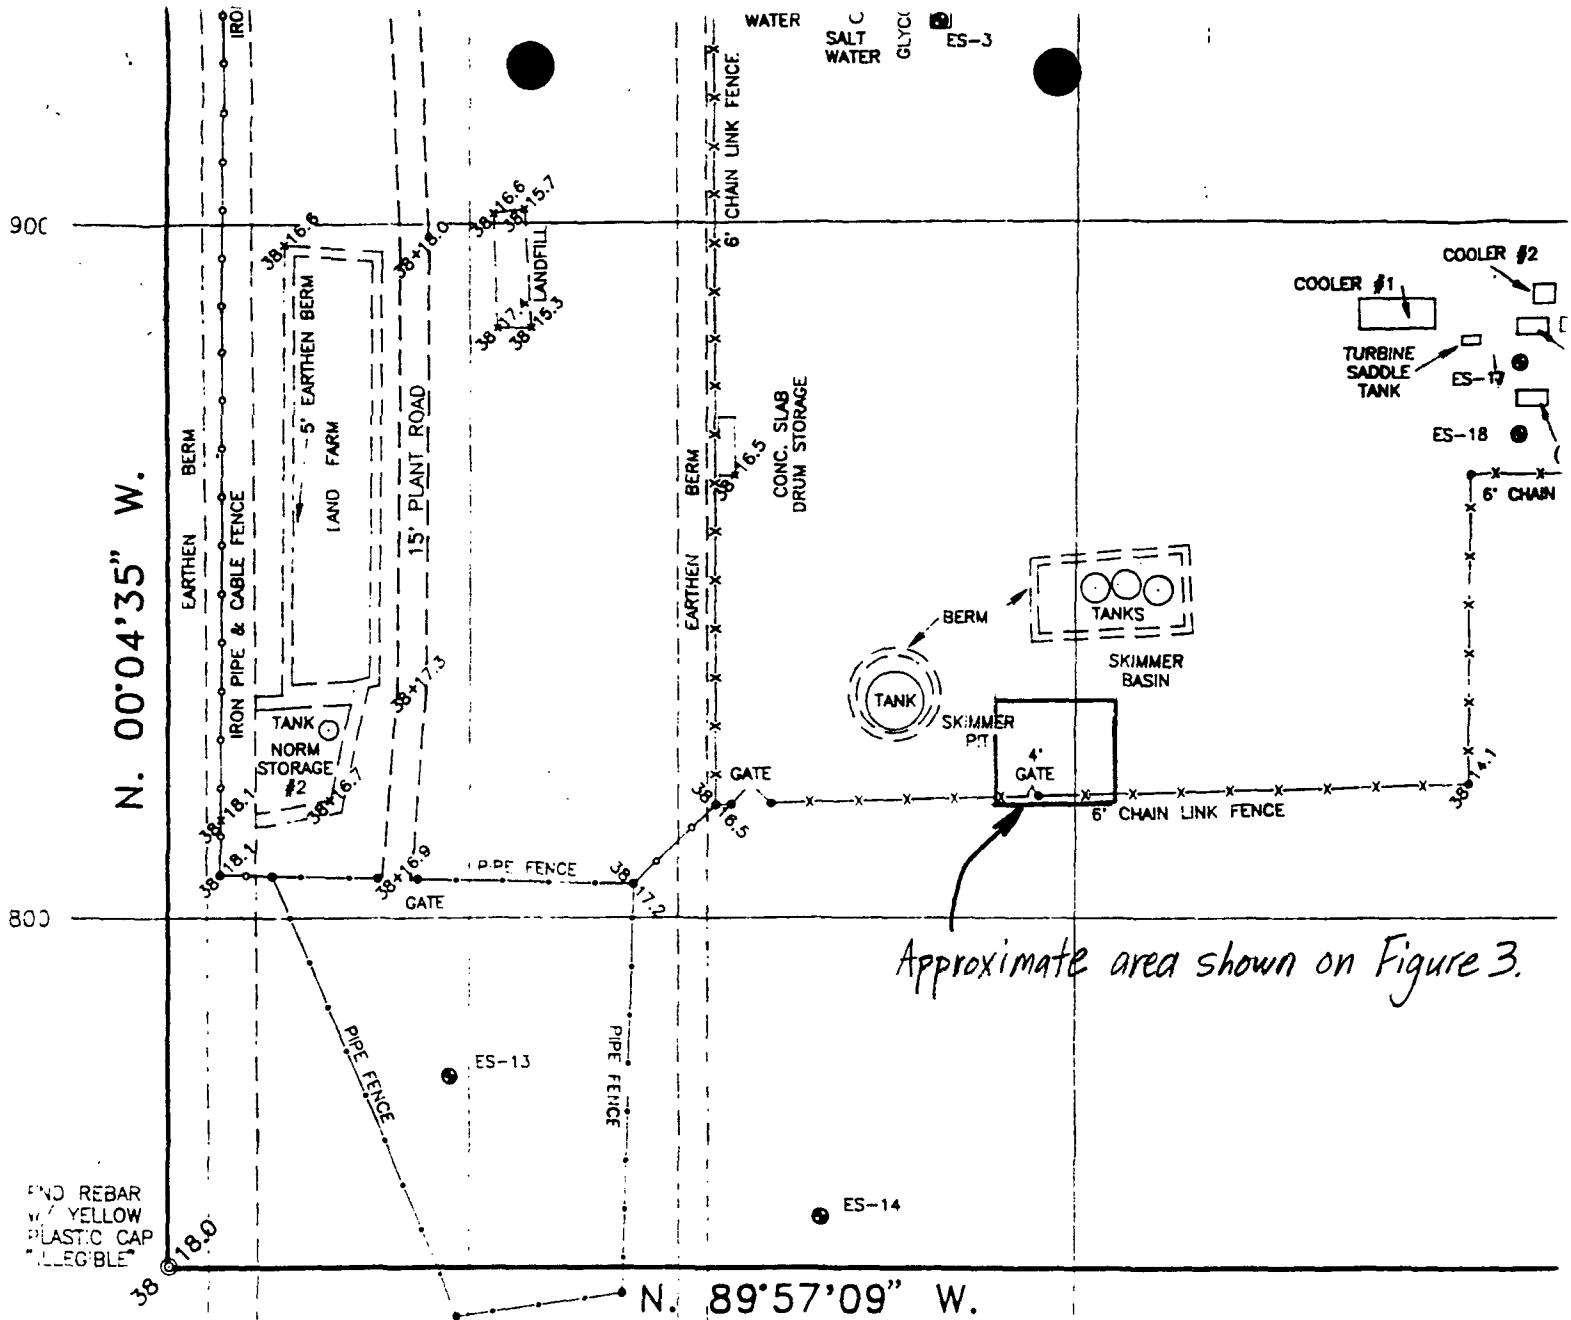 WATER
SALT
WATER
ES-3
6' CHAIN LINK FENCE
900
38+16.6
38+15.7
38+16.6
38+18.0
LANDFILL
38+17.4
38+15.3
5' EARTHEN BERM
LAND FARM
15' PLANT ROAD
COOLER #2
COOLER #1
TURBINE
SADDLE
TANK
ES-17
ES-18
6' CHAIN
CONC. SLAB
DRUM STORAGE
38+16.5
EARTHEN BERM
IRON PIPE & CABLE FENCE
EARTHEN BERM
N. 00°04'35" W.
BERM
TANKS
SKIMMER
BASIN
TANK
SKIMMER
PIT
4'
GATE
6' CHAIN LINK FENCE
38 14.1
38+17.3
TANK
NORM
STORAGE
#2
38+16.7
38+18.1
38 18.1
38+16.9
GATE
PIPE FENCE
GATE
38 16.5
38 17.2
800
Approximate area shown on Figure 3.
PIPE FENCE
PIPE FENCE
ES-13
ES-14
REBAR
YELLOW
PLASTIC CAP
38 18.0
N. 89°57'09" W.